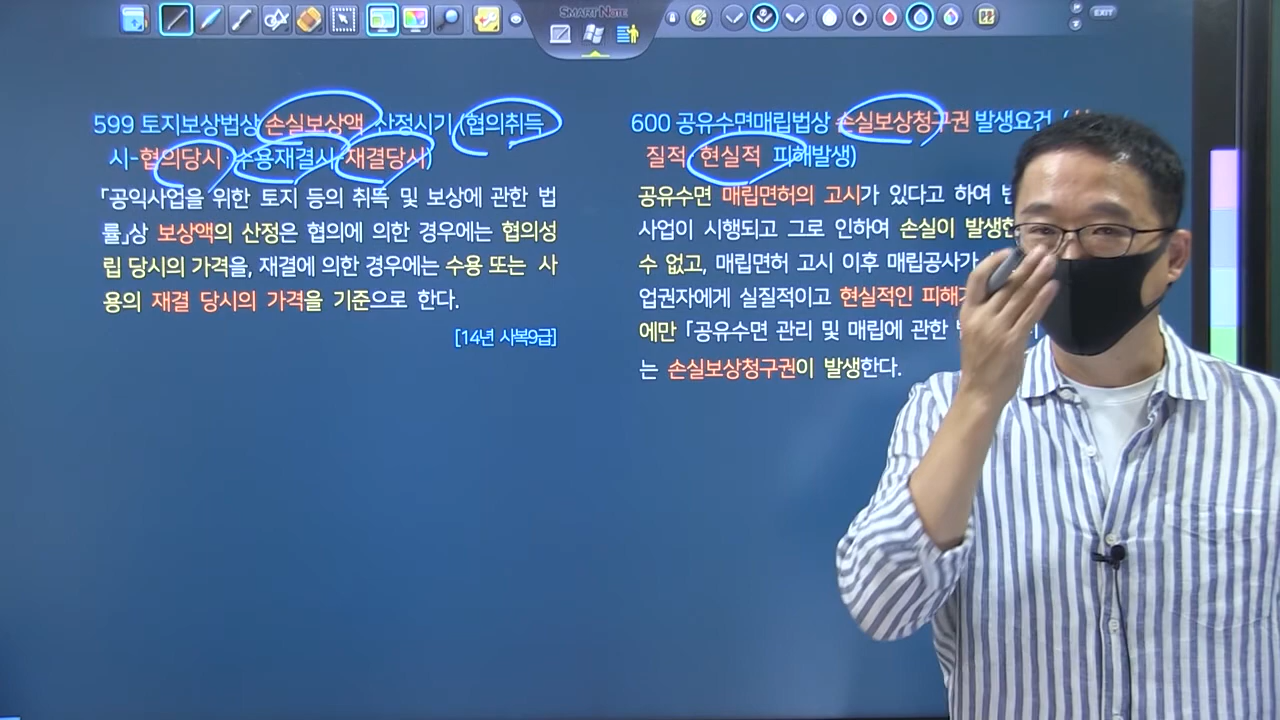 SMART NOTE
EXIT
599 토지보상법상 손실보상액 산정시기 (협의취득
시-협의당시·수용재결시-재결당시)
「공익사업을 위한 토지 등의 취득 및 보상에 관한 법
률」상 보상액의 산정은 협의에 의한 경우에는 협의성
립 당시의 가격을, 재결에 의한 경우에는 수용 또는 사
용의 재결 당시의 가격을 기준으로 한다.
[14년 사복9급]
600 공유수면매립법상 손실보상청구권 발생요건 (
질적·현실적 피해발생)
공유수면 매립면허의 고시가 있다고 하여
사업이 시행되고 그로 인하여 손실이 발생한
수 없고, 매립면허 고시 이후 매립공사가
업권자에게 실질적이고 현실적인 피해
에만 「공유수면 관리 및 매립에 관한
는 손실보상청구권이 발생한다.